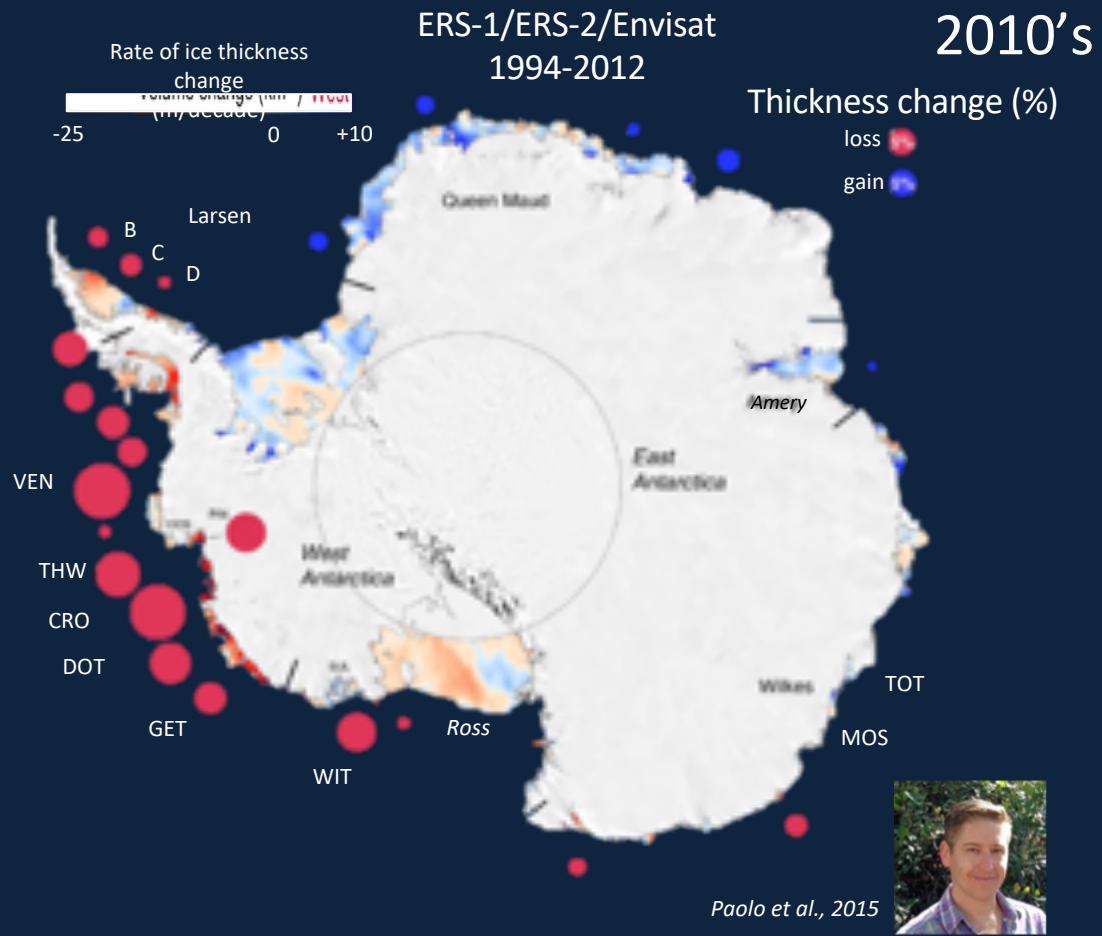 ERS-1/ERS-2/Envisat
1994-2012
2010's
Rate of ice thickness
change
(m/decade)
West
-25 0 +10
Thickness change (%)
loss
gain
Queen Maud
Larsen
B
C
D
Amery
VEN
East
Antarctica
West
Antarctica
THW
CRO
DOT
GET
WIT
Ross
Wilkes
TOT
MOS
Paolo et al., 2015